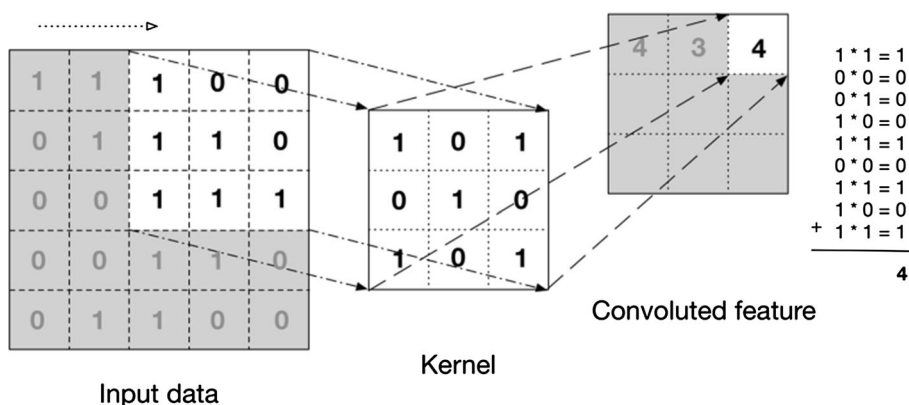 1 1 1 0 0
0 1 1 1 0
0 0 1 1 1
0 0 1 1 0
0 1 1 0 0
Input data
1 0 1
0 1 0
1 0 1
Kernel
4 3 4
Convoluted feature
1 * 1 = 1
0 * 0 = 0
0 * 1 = 0
1 * 0 = 0
1 * 1 = 1
0 * 0 = 0
1 * 1 = 1
1 * 0 = 0
+ 1 * 1 = 1
4